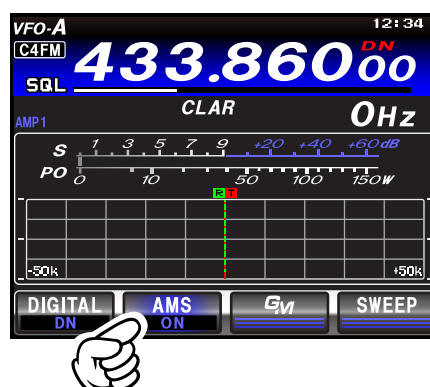 VFO-A 12:34
C4FM 433.86000 DN
SQL
AMP1 CLAR 0Hz
S 1 3 5 7 9 +20 +40 +60dB
PO 0 10 50 100 150W
R T
-50k +50k
DIGITAL AMS GM SWEEP
DN ON